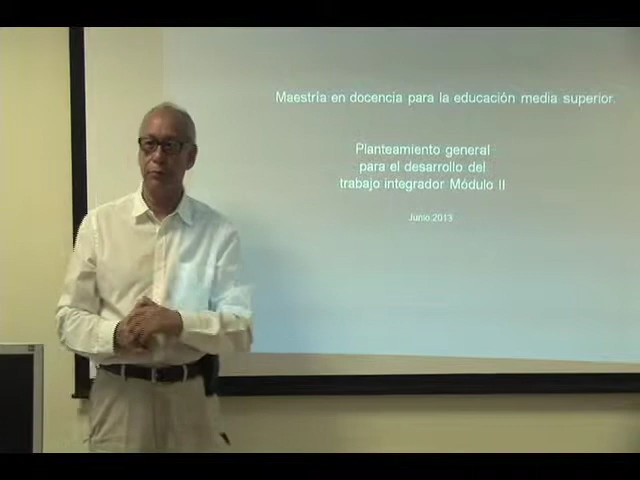 Maestría en docencia para la educación media superior.
Planteamiento general
para el desarrollo del
trabajo integrador Módulo II
Junio 2013